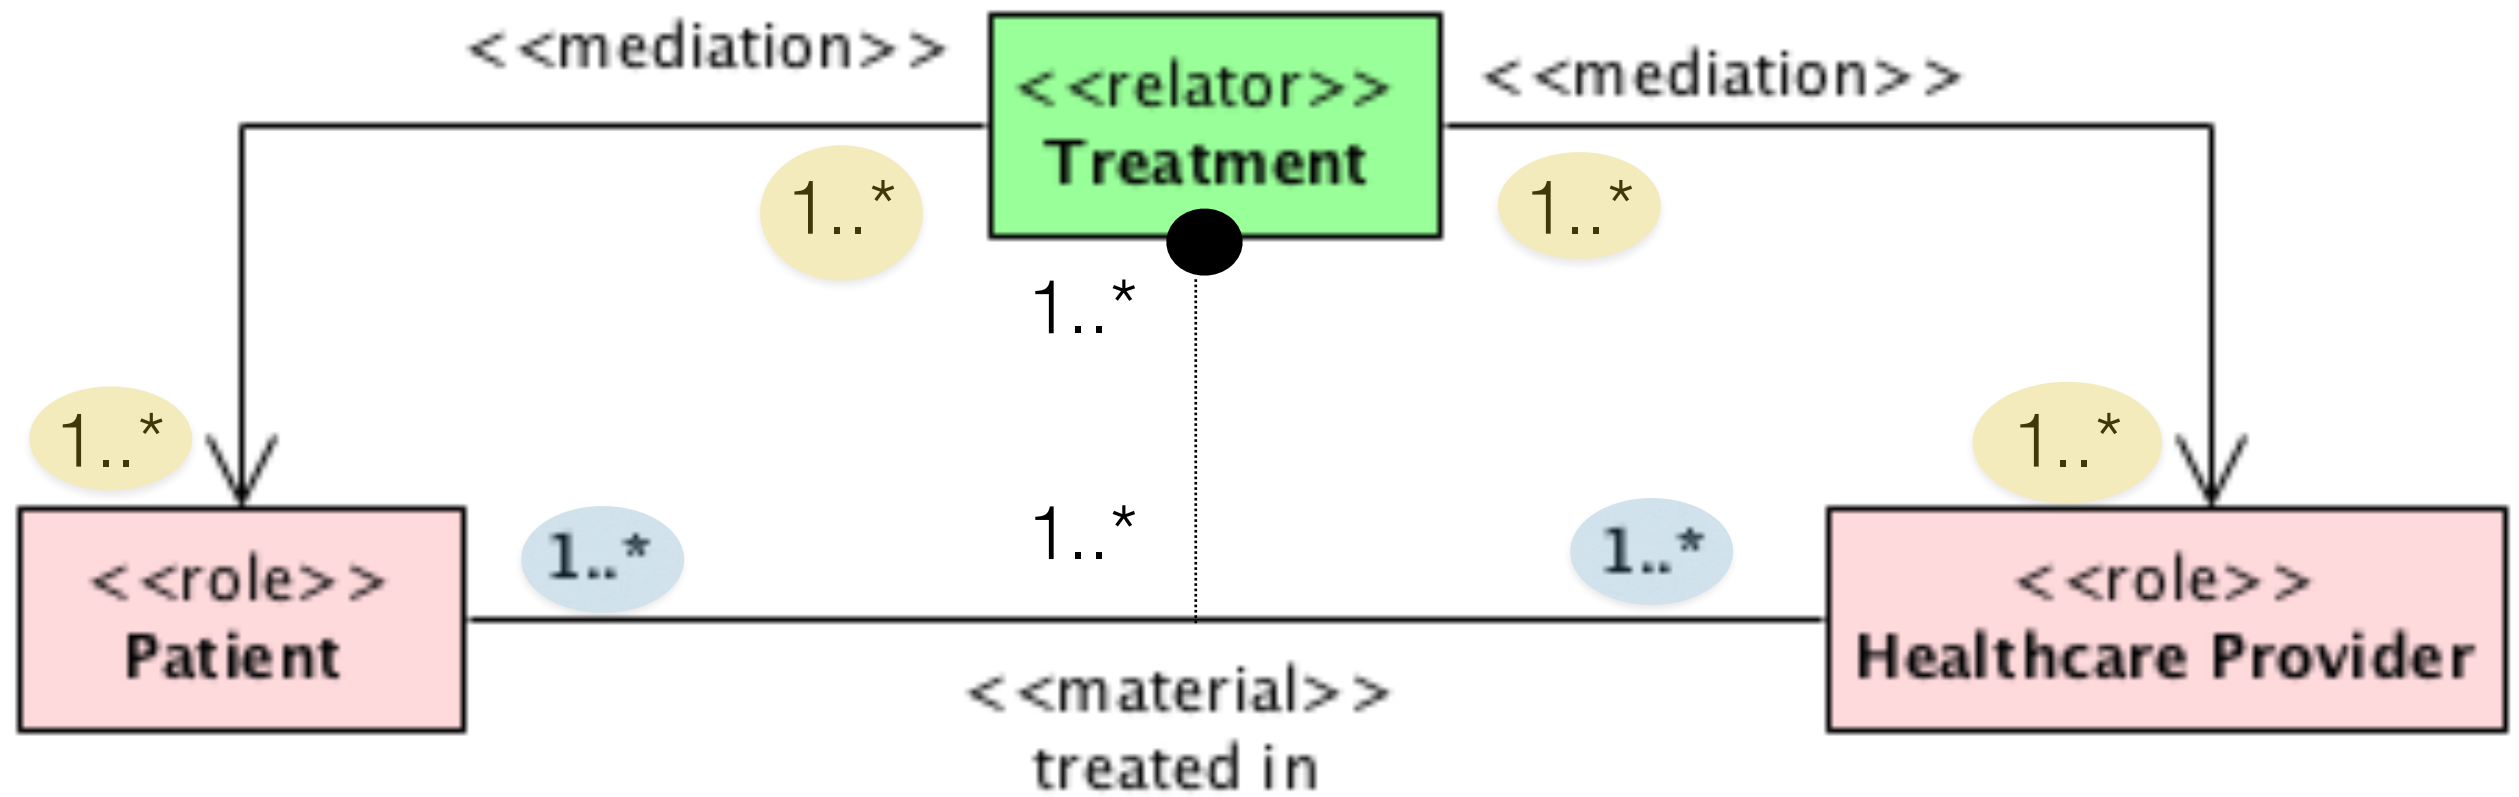 <<mediation>>
<<relator>>
Treatment
<<mediation>>
1..*
1..*
1..*
1..*
1..*
1..*
1..*
1..*
<<role>>
Patient
<<role>>
Healthcare Provider
<<material>>
treated in